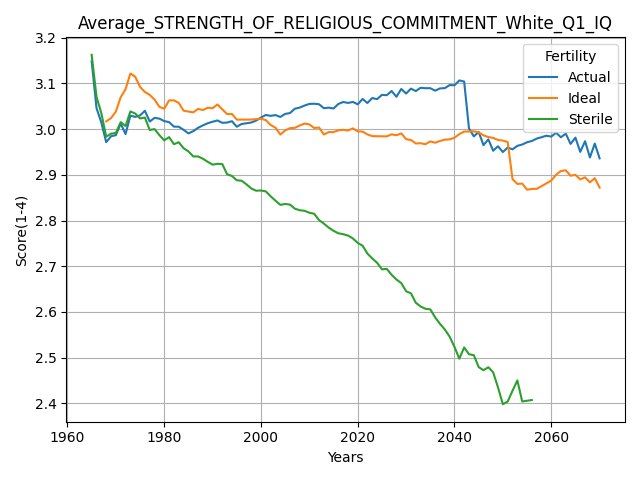 Average_STRENGTH_OF_RELIGIOUS_COMMITMENT_White_Q1_IQ
Fertility
Actual
Ideal
Sterile
Score(1-4)
3.2
3.1
3.0
2.9
2.8
2.7
2.6
2.5
2.4
1960
1980
2000
2020
2040
2060
Years